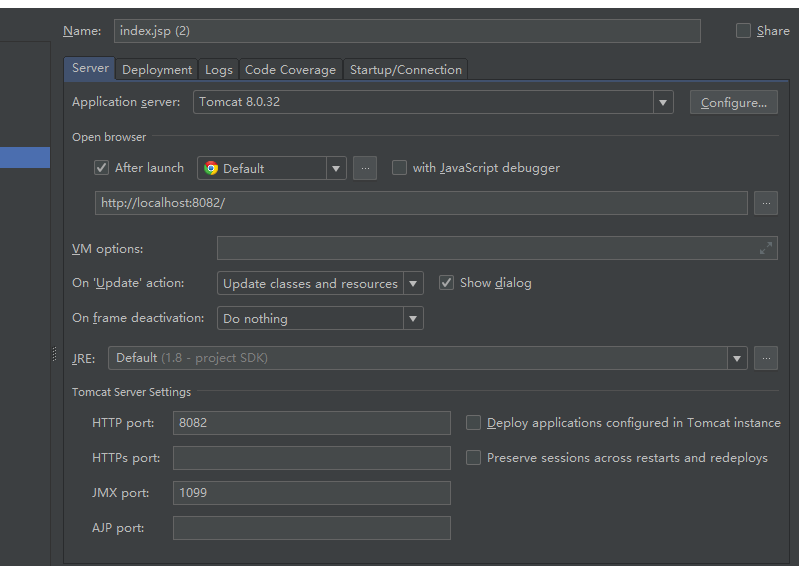 Name: index.jsp (2) Share
Server Deployment Logs Code Coverage Startup/Connection
Application server: Tomcat 8.0.32 Configure...
Open browser
After launch Default ... with JavaScript debugger
http://localhost:8082/ ...
VM options:
On 'Update' action: Update classes and resources Show dialog
On frame deactivation: Do nothing
JRE: Default (1.8 - project SDK) ...
Tomcat Server Settings
HTTP port: 8082 Deploy applications configured in Tomcat instance
HTTPs port: Preserve sessions across restarts and redeploys
JMX port: 1099
AJP port: